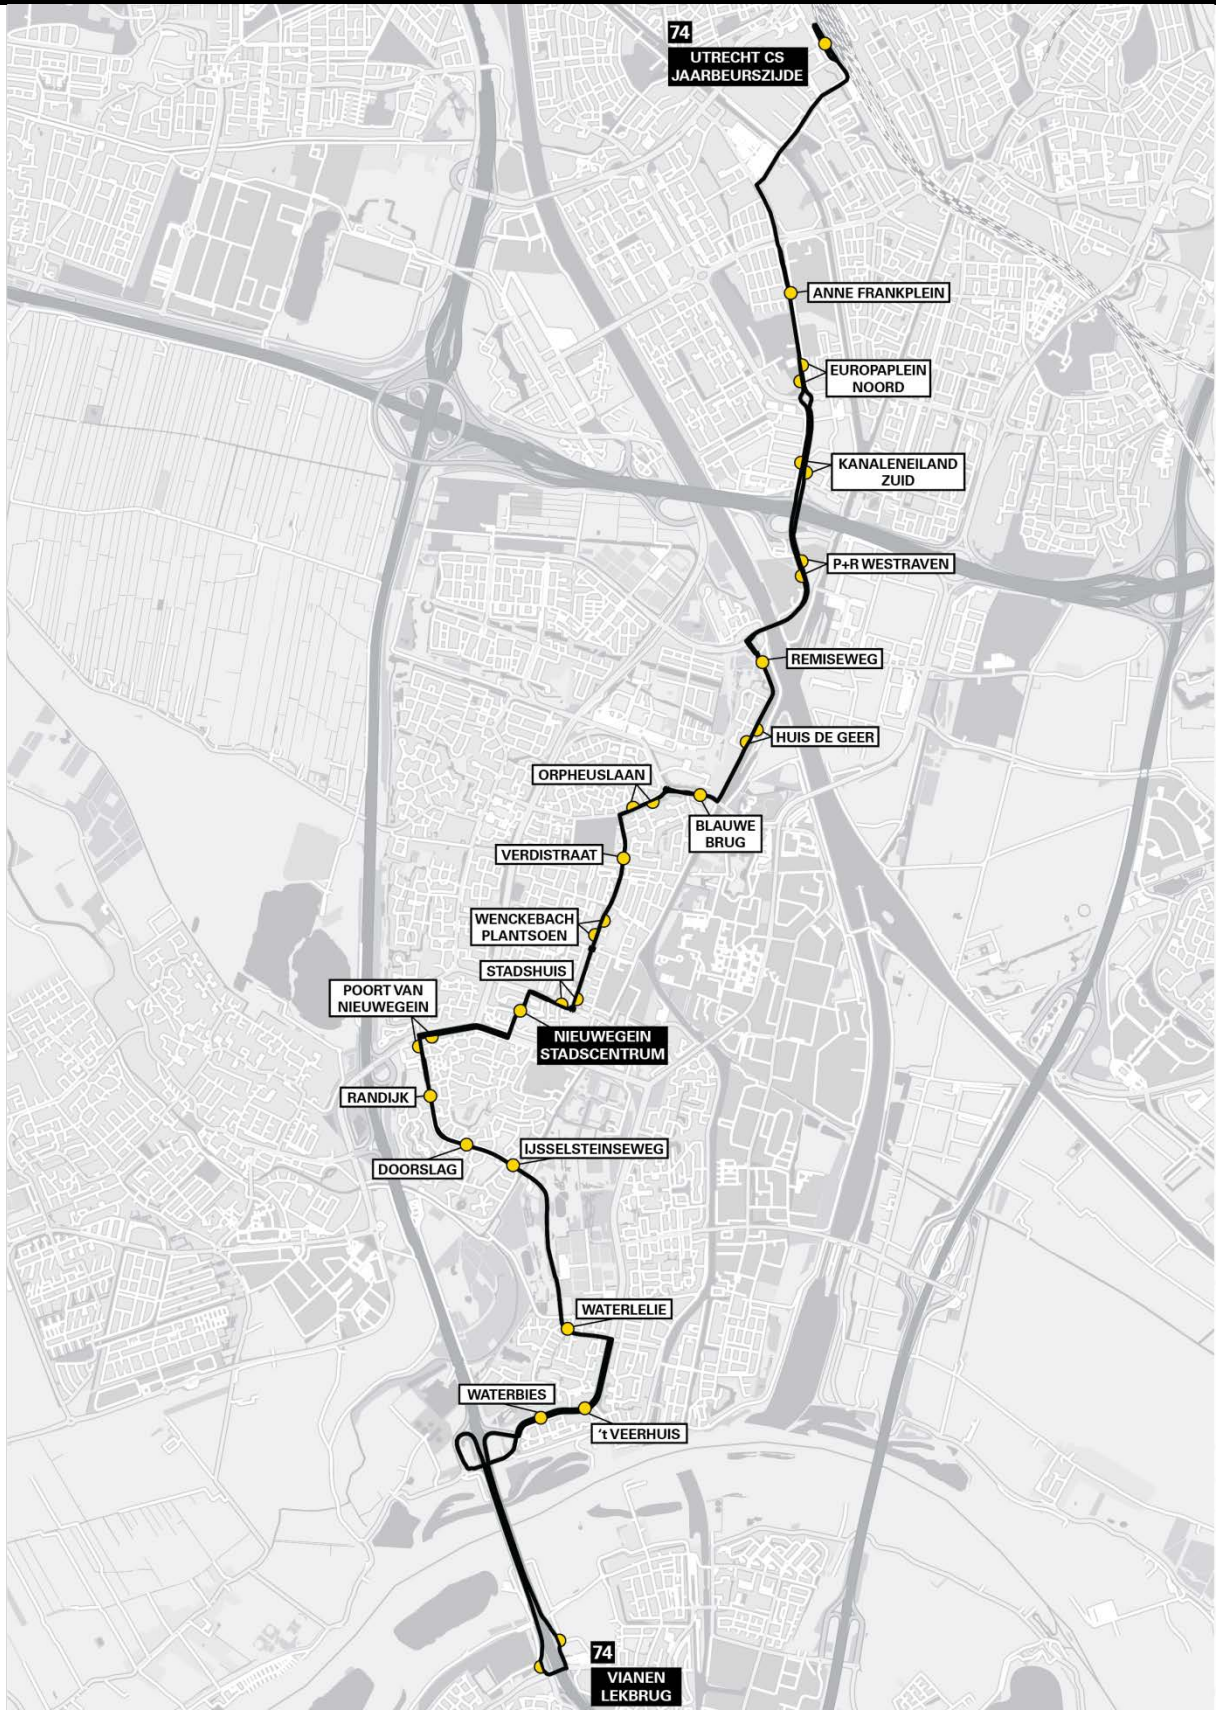 74
UTRECHT CS
JAARBEURSZIJDE
ANNE FRANKPLEIN
EUROPAPLEIN
NOORD
KANALENEILAND
ZUID
P+R WESTRAVEN
REMISEWEG
HUIS DE GEER
ORPHEUSLAAN
BLAUWE
BRUG
VERDISTRAAT
WENCKEBACH
PLANTSOEN
STADSHUIS
POORT VAN
NIEUWEGEIN
NIEUWEGEIN
STADSCENTRUM
RANDIJK
DOORSLAG
IJSSELSTEINSEWEG
WATERLELIE
WATERBIES
‘t VEERHUIS
74
VIANEN
LEKBRUG